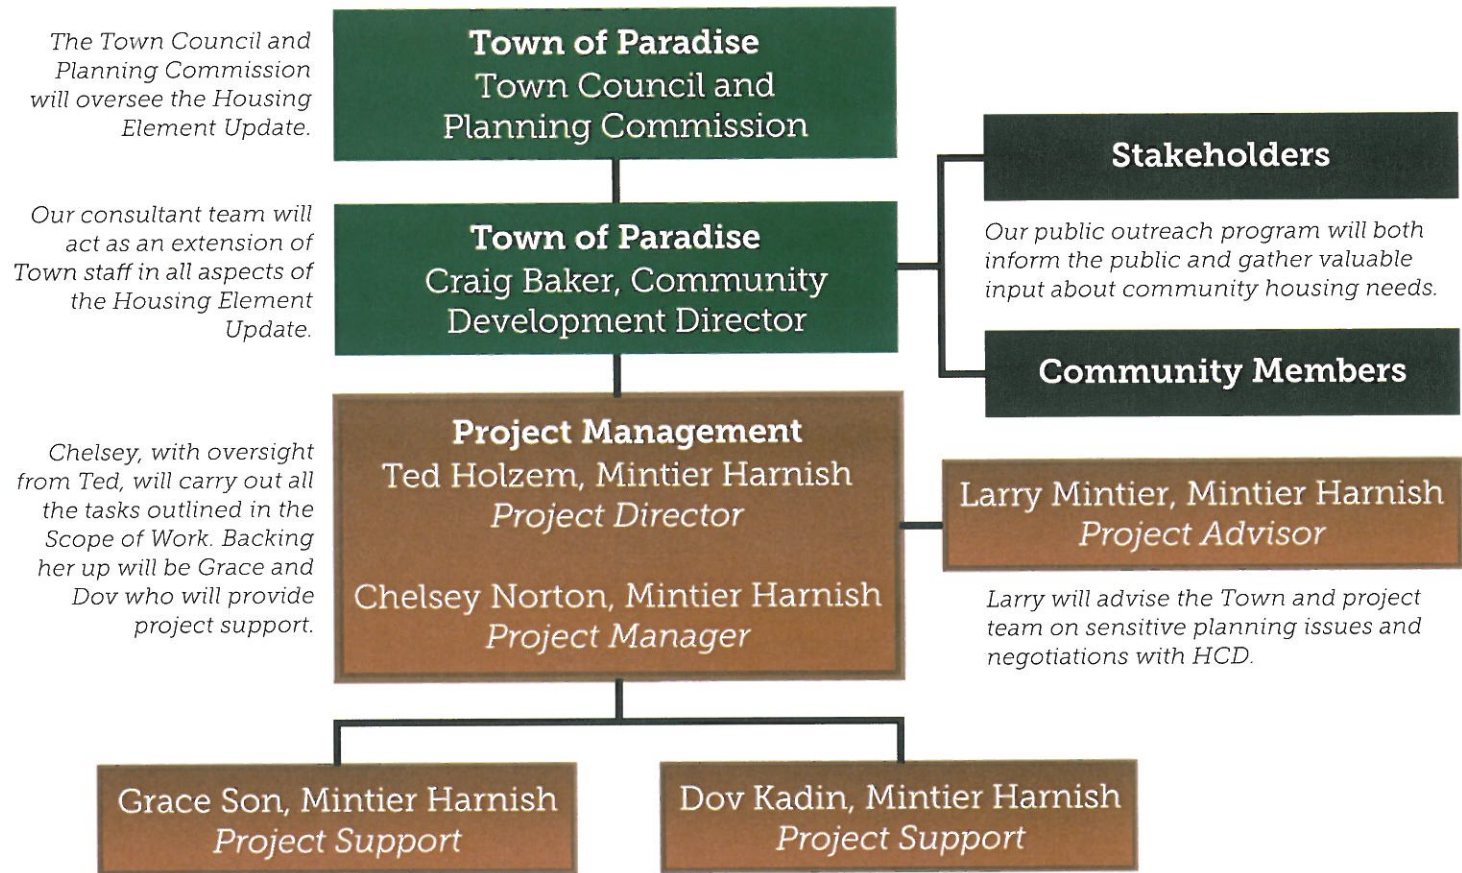 The Town Council and
Planning Commission
will oversee the Housing
Element Update.
Town of Paradise
Town Council and
Planning Commission
Our consultant team will
act as an extension of
Town staff in all aspects of
the Housing Element
Update.
Town of Paradise
Craig Baker, Community
Development Director
Stakeholders
Our public outreach program will both
inform the public and gather valuable
input about community housing needs.
Community Members
Chelsey, with oversight
from Ted, will carry out all
the tasks outlined in the
Scope of Work. Backing
her up will be Grace and
Dov who will provide
project support.
Project Management
Ted Holzem, Mintier Harnish
Project Director
Chelsey Norton, Mintier Harnish
Project Manager
Larry Mintier, Mintier Harnish
Project Advisor
Larry will advise the Town and project
team on sensitive planning issues and
negotiations with HCD.
Grace Son, Mintier Harnish
Project Support
Dov Kadin, Mintier Harnish
Project Support